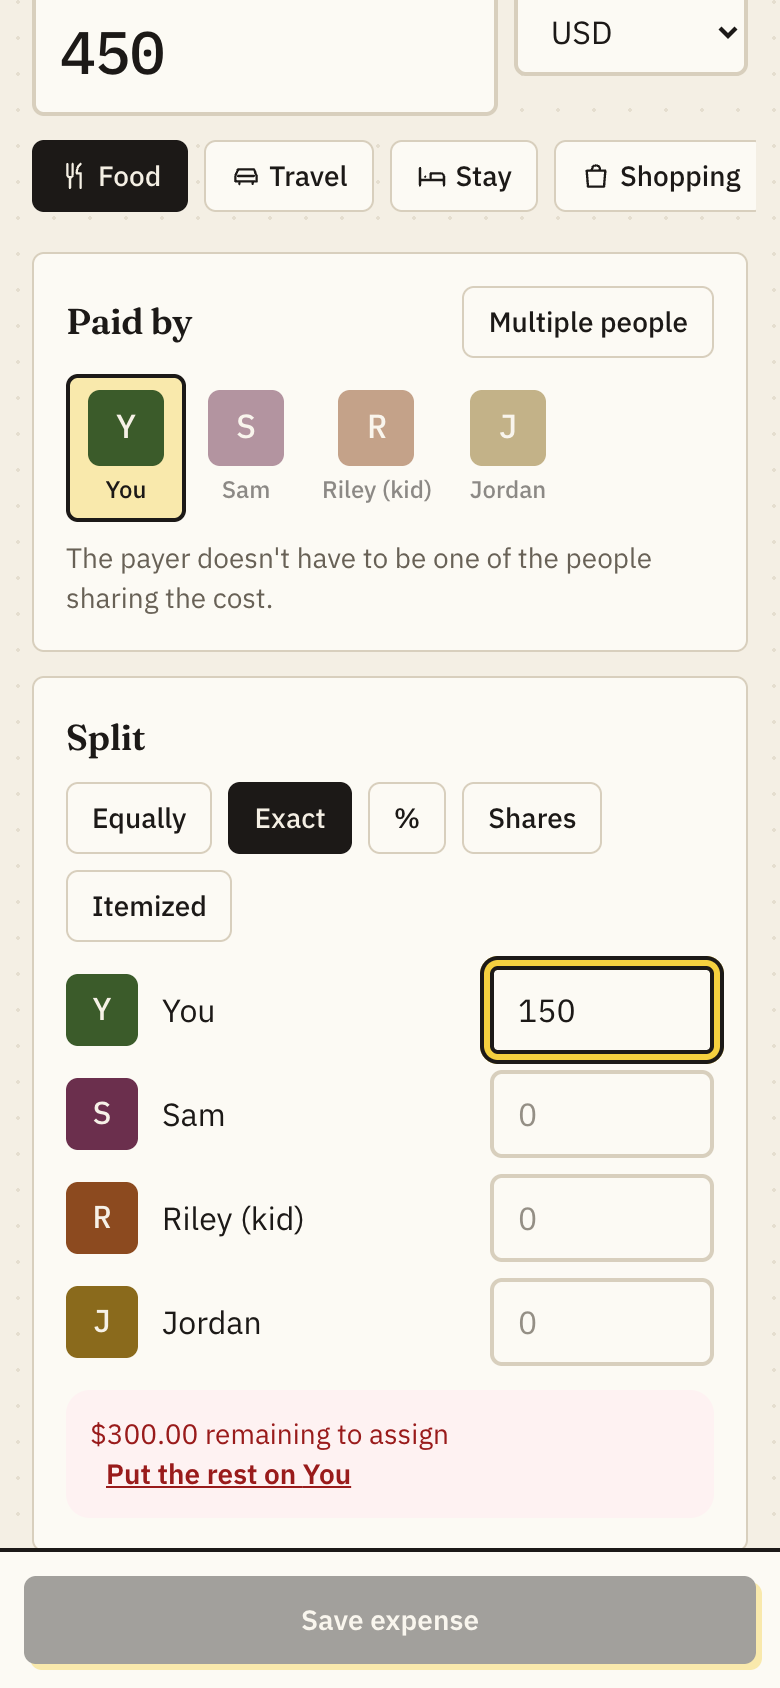 450
USD
Food
Travel
Stay
Shopping
Paid by
Multiple people
Y
S
R
J
You
Sam
Riley (kid)
Jordan
The payer doesn't have to be one of the people
sharing the cost.
Split
Equally
Exact
%
Shares
Itemized
Y
You
150
S
Sam
0
R
Riley (kid)
0
J
Jordan
0
$300.00 remaining to assign
Put the rest on You
Save expense